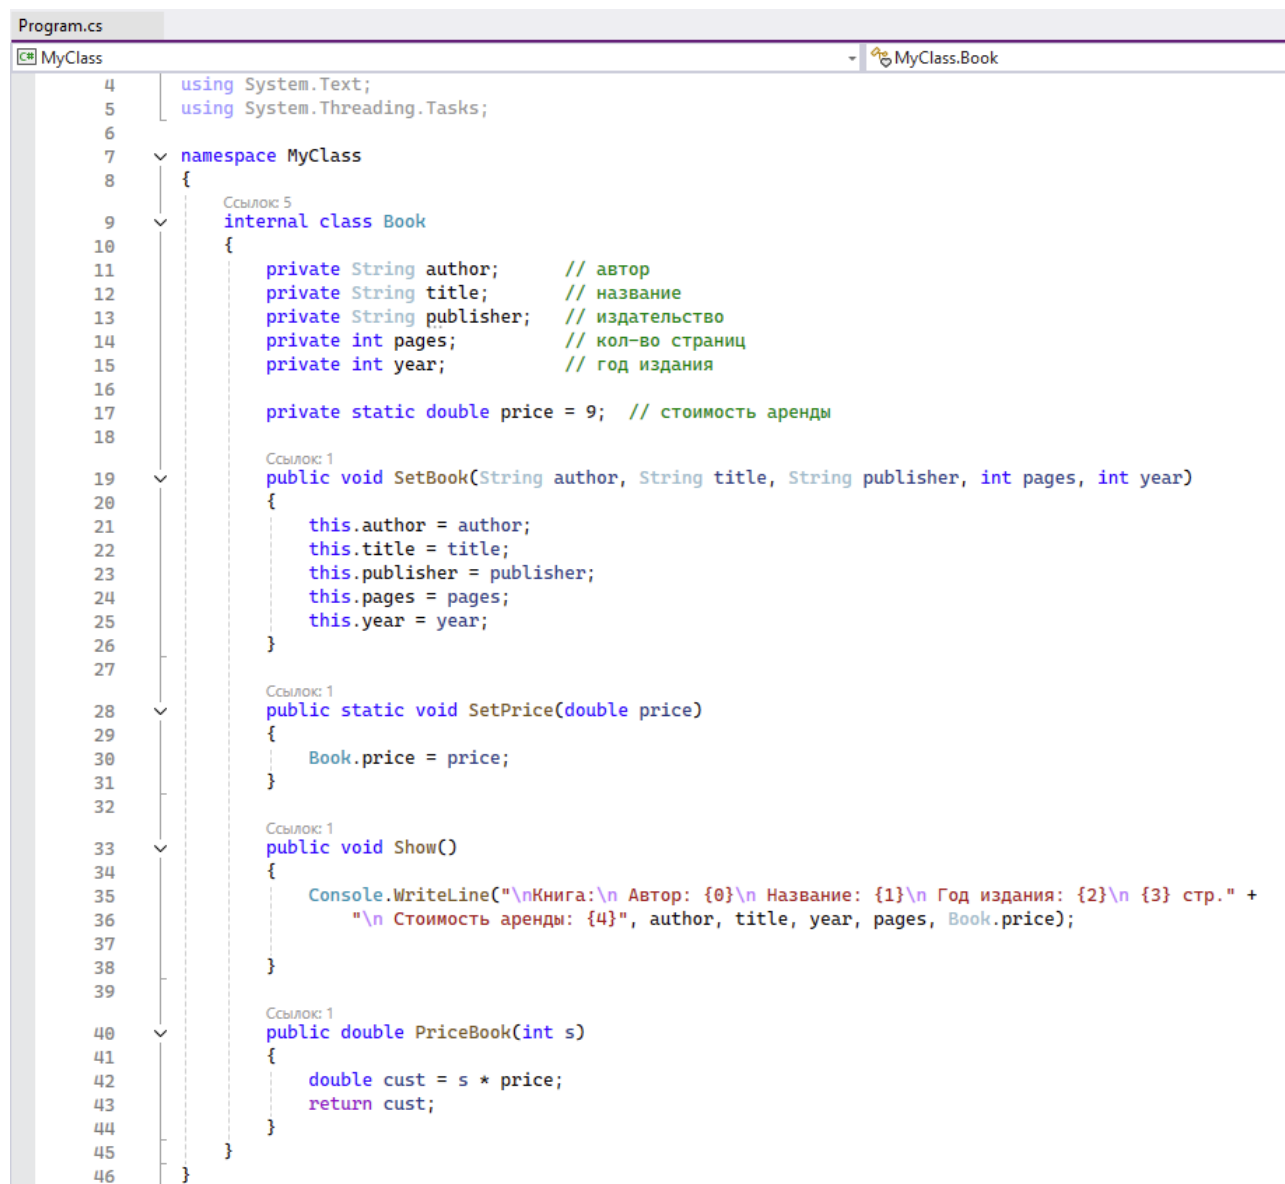 Program.cs
C# MyClass MyClass.Book
4 using System.Text;
5 using System.Threading.Tasks;
6
7 namespace MyClass
8 {
Ссылок: 5
9 internal class Book
10 {
11 private String author; // автор
12 private String title; // название
13 private String publisher; // издательство
14 private int pages; // кол-во страниц
15 private int year; // год издания
16
17 private static double price = 9; // стоимость аренды
18
Ссылок: 1
19 public void SetBook(String author, String title, String publisher, int pages, int year)
20 {
21 this.author = author;
22 this.title = title;
23 this.publisher = publisher;
24 this.pages = pages;
25 this.year = year;
26 }
27
Ссылок: 1
28 public static void SetPrice(double price)
29 {
30 Book.price = price;
31 }
32
Ссылок: 1
33 public void Show()
34 {
35 Console.WriteLine("\nКнига:\n Автор: {0}\n Название: {1}\n Год издания: {2}\n {3} стр." +
36 "\n Стоимость аренды: {4}", author, title, year, pages, Book.price);
37
38 }
39
Ссылок: 1
40 public double PriceBook(int s)
41 {
42 double cust = s * price;
43 return cust;
44 }
45 }
46 }